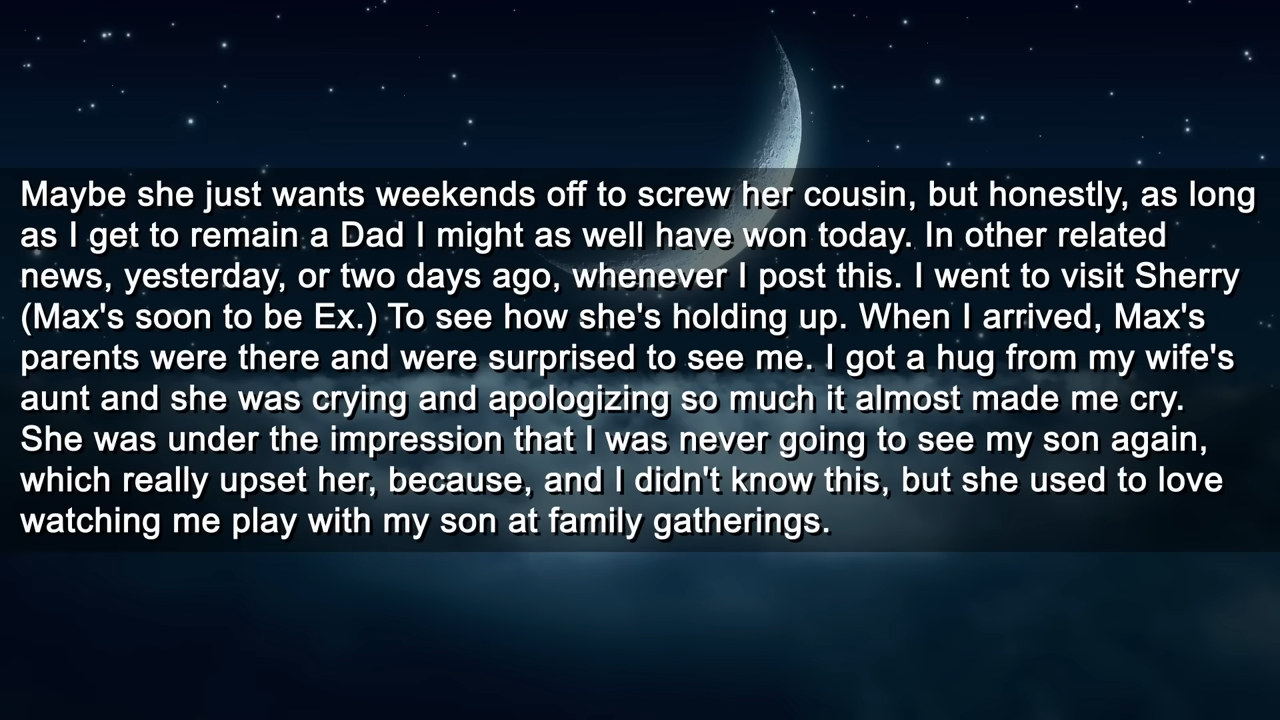 Maybe she just wants weekends off to screw her cousin, but honestly, as long
as I get to remain a Dad I might as well have won today. In other related
news, yesterday, or two days ago, whenever I post this. I went to visit Sherry
(Max's soon to be Ex.) To see how she's holding up. When I arrived, Max's
parents were there and were surprised to see me. I got a hug from my wife's
aunt and she was crying and apologizing so much it almost made me cry.
She was under the impression that I was never going to see my son again,
which really upset her, because, and I didn't know this, but she used to love
watching me play with my son at family gatherings.